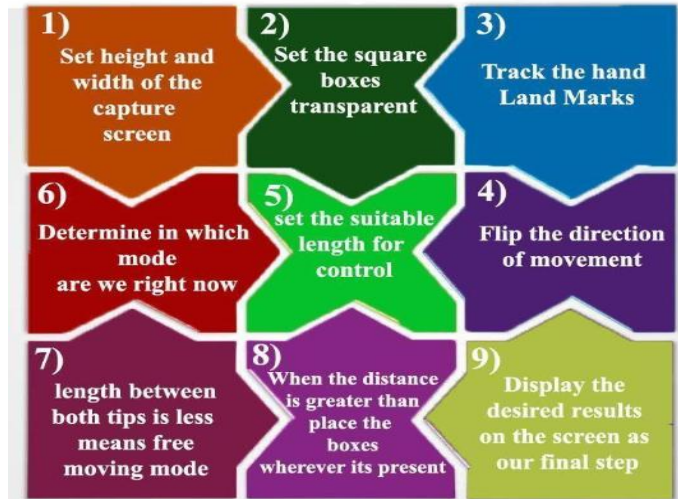 1)
Set height and
width of the
capture
screen
2)
Set the square
boxes
transparent
3)
Track the hand
Land Marks
6)
Determine in which
mode
are we right now
5)
set the suitable
length for
control
4)
Flip the direction
of movement
7)
length between
both tips is less
means free
moving mode
8)
When the distance
is greater than
place the
boxes
wherever its present
9)
Display the
desired results
on the screen as
our final step